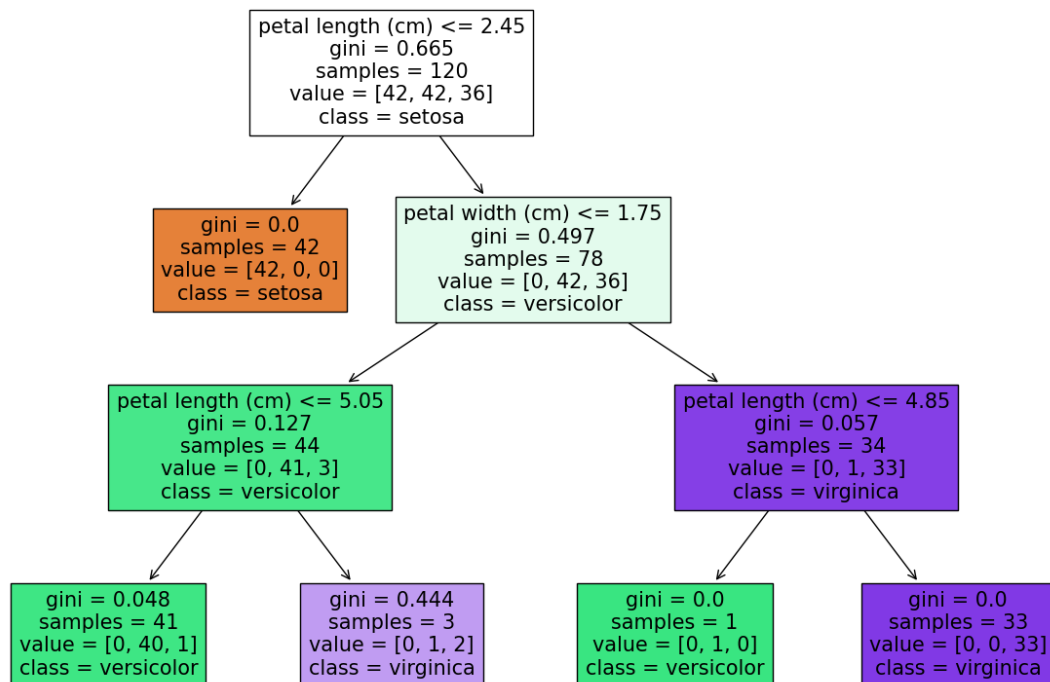 petal length (cm) <= 2.45
gini = 0.665
samples = 120
value = [42, 42, 36]
class = setosa
gini = 0.0
samples = 42
value = [42, 0, 0]
class = setosa
petal width (cm) <= 1.75
gini = 0.497
samples = 78
value = [0, 42, 36]
class = versicolor
petal length (cm) <= 5.05
gini = 0.127
samples = 44
value = [0, 41, 3]
class = versicolor
petal length (cm) <= 4.85
gini = 0.057
samples = 34
value = [0, 1, 33]
class = virginica
gini = 0.048
samples = 41
value = [0, 40, 1]
class = versicolor
gini = 0.444
samples = 3
value = [0, 1, 2]
class = virginica
gini = 0.0
samples = 1
value = [0, 1, 0]
class = versicolor
gini = 0.0
samples = 33
value = [0, 0, 33]
class = virginica